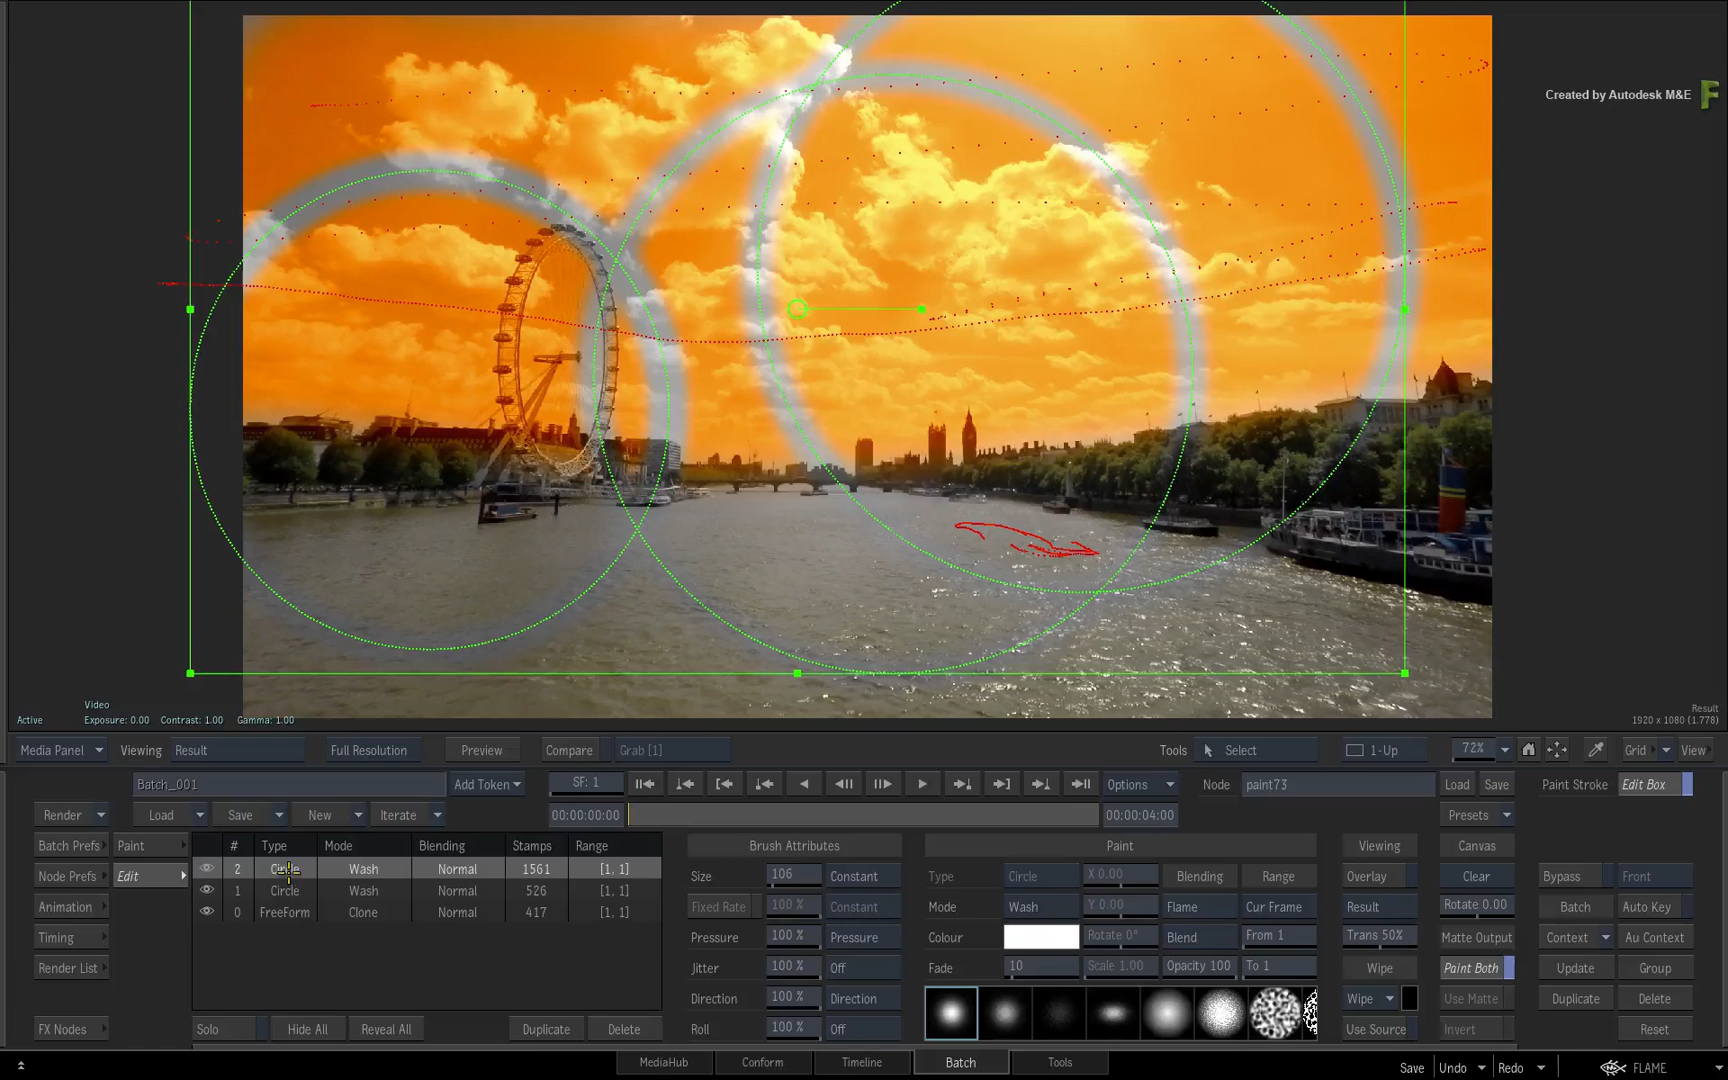 Created by Autodesk M&E
Video
Active Exposure: 0.00 Contrast: 1.00 Gamma: 1.00
Result
1920 x 1080 (1.778)
Media Panel Viewing Result Full Resolution Preview Compare Grab [1] Tools Select 1-Up 72% Grid View
Batch_001 Add Token SF: 1 Options Node paint73 Load Save Paint Stroke Edit Box
Render Load Save New Iterate 00:00:00:00 00:00:04:00 Presets
Batch Prefs Paint # Type Mode Blending Stamps Range Brush Attributes Paint Viewing Canvas
Node Prefs Edit 2 Circle Wash Normal 1561 [1, 1] Size 106 Constant Type Circle X 0.00 Blending Range Overlay Clear Bypass Front
1 Circle Wash Normal 526 [1, 1]
Animation 0 FreeForm Clone Normal 417 [1, 1] Fixed Rate 100 % Constant Mode Wash Y 0.00 Flame Cur Frame Result Rotate 0.00 Batch Auto Key
Timing Pressure 100 % Pressure Colour Rotate 0° Blend From 1 Trans 50% Matte Output Context Au Context
Render List Jitter 100 % Off Fade 10 Scale 1.00 Opacity 100 To 1 Wipe Paint Both Update Group
Direction 100 % Direction Wipe Use Matte Duplicate Delete
FX Nodes Solo Hide All Reveal All Duplicate Delete Roll 100 % Off Use Source Invert Reset
MediaHub Conform Timeline Batch Tools Save Undo Redo FLAME